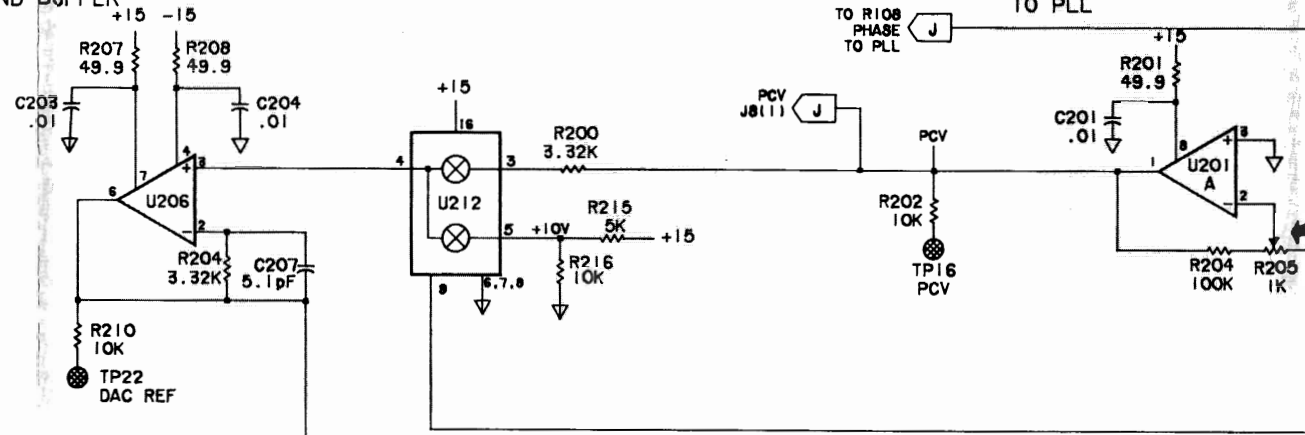 +15 -15
R207
49.9
R208
49.9
C203
.01
C204
.01
7
4
3
+
6
U206
-
2
R204
3.32K
C207
5.1pF
R210
10K
TP22
DAC REF
+15
16
4
3
U212
5
9
6,7,8
R200
3.32K
+10V
R215
5K
+15
R216
10K
PCV
J8(1)
J
PCV
R202
10K
TP16
PCV
TO R108
PHASE
TO PLL
J
TO PLL
+15
R201
49.9
C201
.01
8
1
U201
A
+
3
-
2
R204
100K
R205
1K